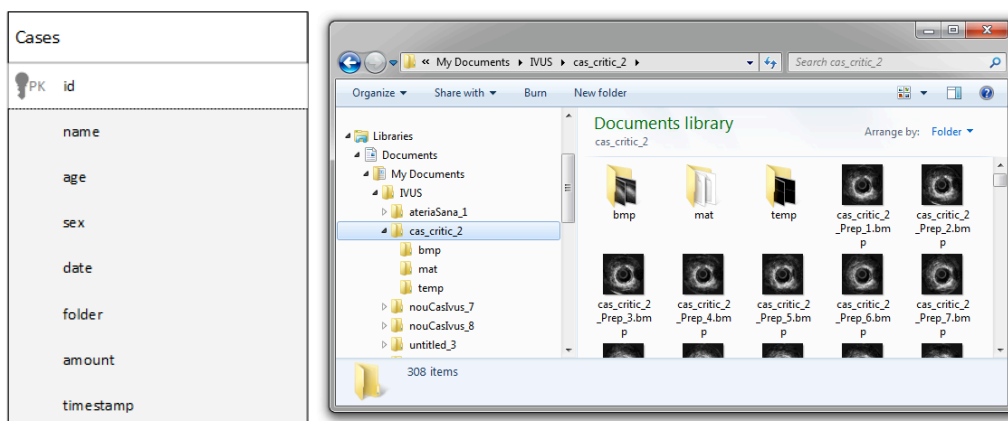 Cases
PK id
name
age
sex
date
folder
amount
timestamp
« My Documents ▸ IVUS ▸ cas_critic_2 ▸
Search cas_critic_2
Organize ▾ Share with ▾ Burn New folder
Libraries
Documents
My Documents
IVUS
ateriaSana_1
cas_critic_2
bmp
mat
temp
nouCasIvus_7
nouCasIvus_8
untitled_3
Documents library
cas_critic_2
Arrange by: Folder ▾
bmp mat temp cas_critic_2 cas_critic_2
_Prep_1.bm _Prep_2.bm
p p
cas_critic_2 cas_critic_2 cas_critic_2 cas_critic_2 cas_critic_2
_Prep_3.bm _Prep_4.bm _Prep_5.bm _Prep_6.bm _Prep_7.bm
p p p p p
308 items